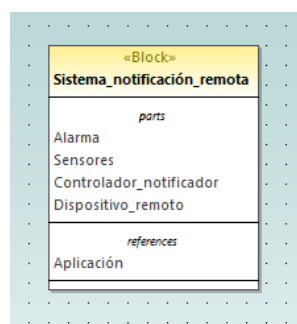 «Block»
Sistema_notificación_remota
parts
Alarma
Sensores
Controlador_notificador
Dispositivo_remoto
references
Aplicación